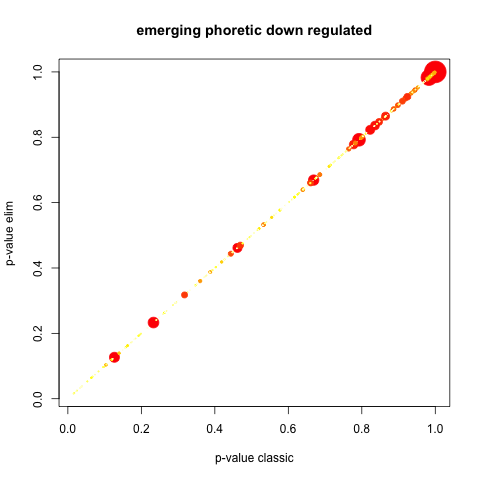 emerging phoretic down regulated
p-value elim
1.0
0.8
0.6
0.4
0.2
0.0
0.0 0.2 0.4 0.6 0.8 1.0
p-value classic